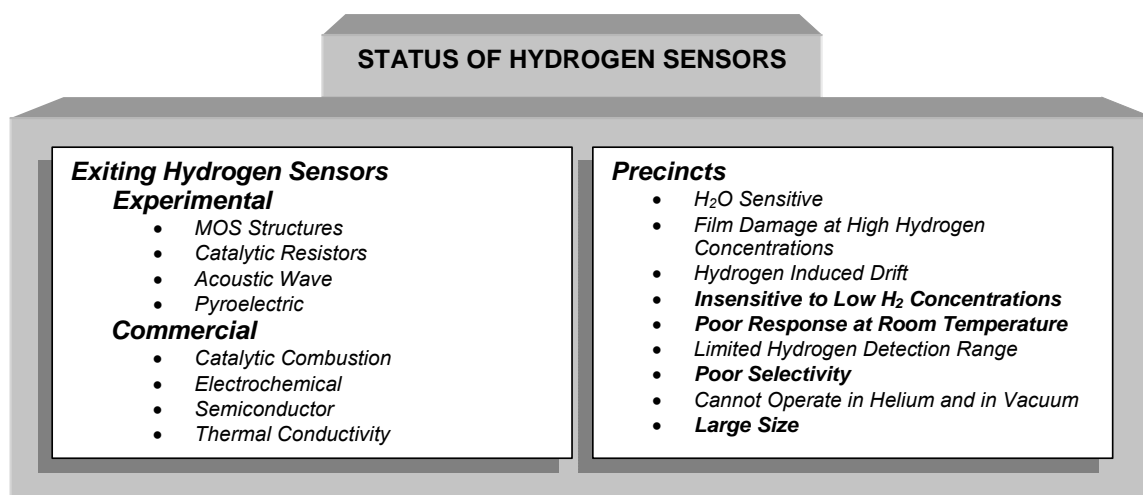 STATUS OF HYDROGEN SENSORS
Exiting Hydrogen Sensors
Experimental
• MOS Structures
• Catalytic Resistors
• Acoustic Wave
• Pyroelectric
Commercial
• Catalytic Combustion
• Electrochemical
• Semiconductor
• Thermal Conductivity
Precincts
• H₂O Sensitive
• Film Damage at High Hydrogen
Concentrations
• Hydrogen Induced Drift
• Insensitive to Low H₂ Concentrations
• Poor Response at Room Temperature
• Limited Hydrogen Detection Range
• Poor Selectivity
• Cannot Operate in Helium and in Vacuum
• Large Size